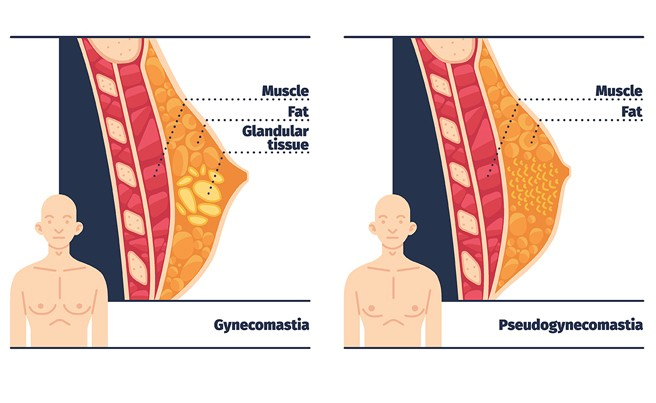 Muscle
Fat
Glandular
tissue
Gynecomastia
Muscle
Fat
Pseudogynecomastia